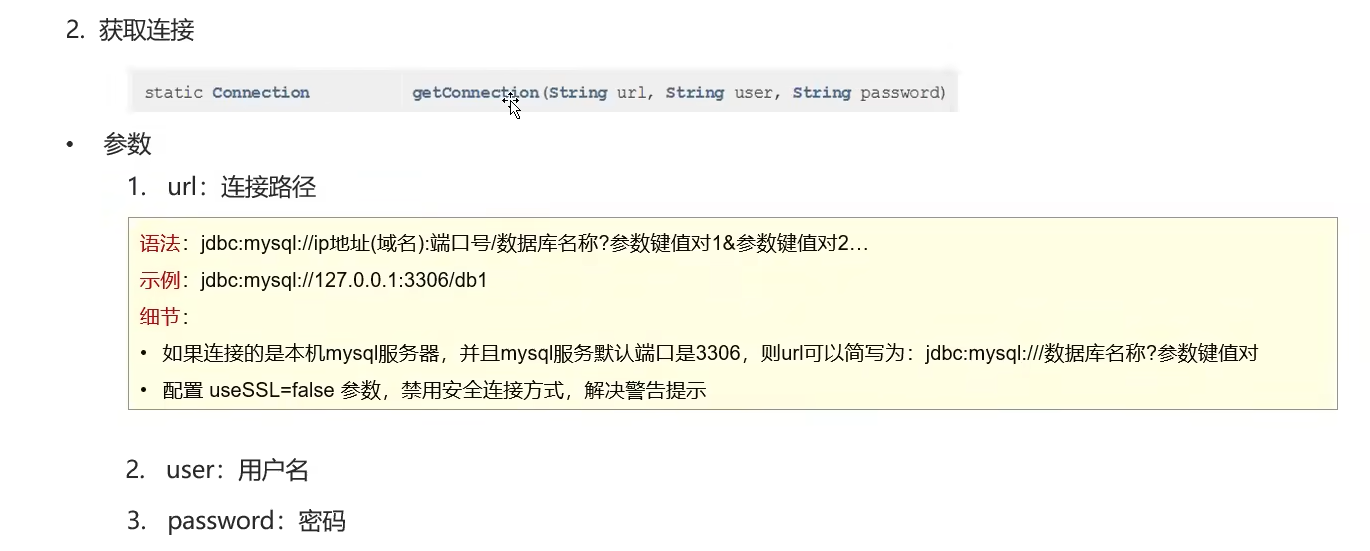 2. 获取连接
static Connection getConnection(String url, String user, String password)
• 参数
1. url：连接路径
语法：jdbc:mysql://ip地址(域名):端口号/数据库名称?参数键值对1&参数键值对2…
示例：jdbc:mysql://127.0.0.1:3306/db1
细节：
• 如果连接的是本机mysql服务器，并且mysql服务默认端口是3306，则url可以简写为：jdbc:mysql:///数据库名称?参数键值对
• 配置 useSSL=false 参数，禁用安全连接方式，解决警告提示
2. user：用户名
3. password：密码